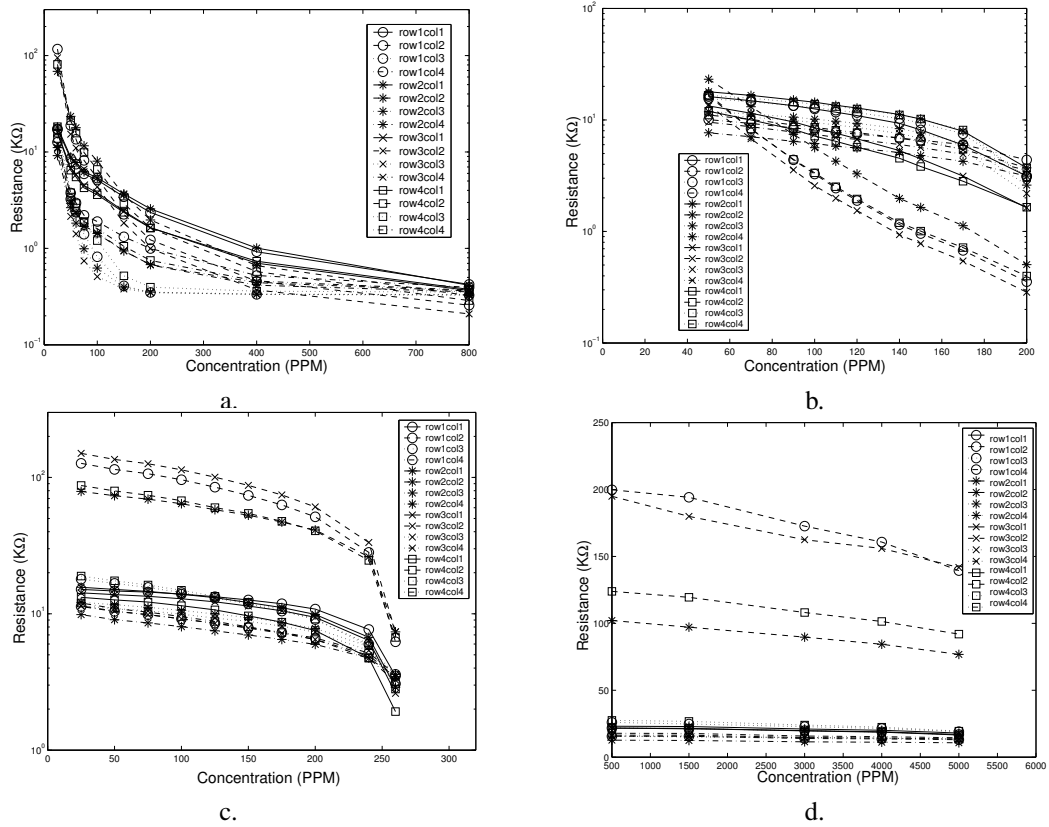 10²
10¹
10⁰
10⁻¹
0
100
200
300
400
500
600
700
800
Resistance (KΩ)
Concentration (PPM)
row1col1
row1col2
row1col3
row1col4
row2col1
row2col2
row2col3
row2col4
row3col1
row3col2
row3col3
row3col4
row4col1
row4col2
row4col3
row4col4
a.
10²
10¹
10⁰
10⁻¹
0
20
40
60
80
100
120
140
160
180
200
Resistance (KΩ)
Concentration (PPM)
row1col1
row1col2
row1col3
row1col4
row2col1
row2col2
row2col3
row2col4
row3col1
row3col2
row3col3
row3col4
row4col1
row4col2
row4col3
row4col4
b.
10²
10¹
10⁰
0
50
100
150
200
250
300
Resistance (KΩ)
Concentration (PPM)
row1col1
row1col2
row1col3
row1col4
row2col1
row2col2
row2col3
row2col4
row3col1
row3col2
row3col3
row3col4
row4col1
row4col2
row4col3
row4col4
c.
250
200
150
100
50
0
500
1000
1500
2000
2500
3000
3500
4000
4500
5000
5500
6000
Resistance (KΩ)
Concentration (PPM)
row1col1
row1col2
row1col3
row1col4
row2col1
row2col2
row2col3
row2col4
row3col1
row3col2
row3col3
row3col4
row4col1
row4col2
row4col3
row4col4
d.